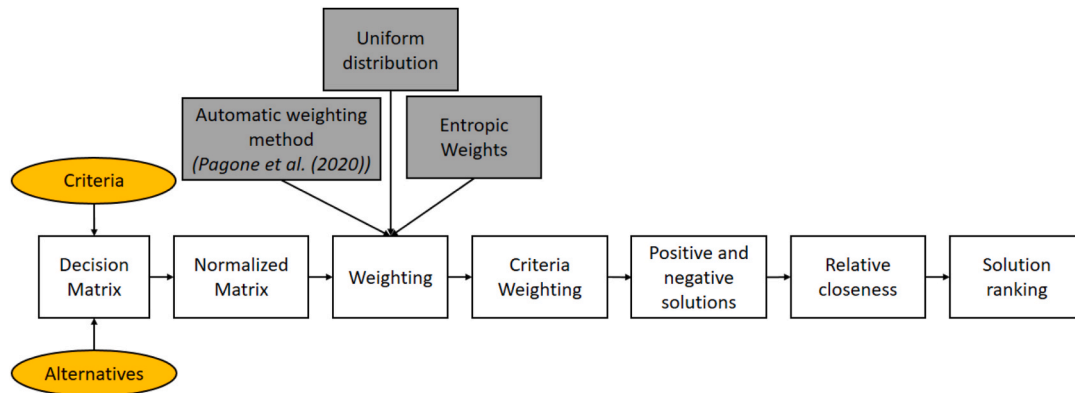 Uniform
distribution
Automatic weighting
method
(Pagone et al. (2020))
Entropic
Weights
Criteria
Decision
Matrix
Normalized
Matrix
Weighting
Criteria
Weighting
Positive and
negative
solutions
Relative
closeness
Solution
ranking
Alternatives